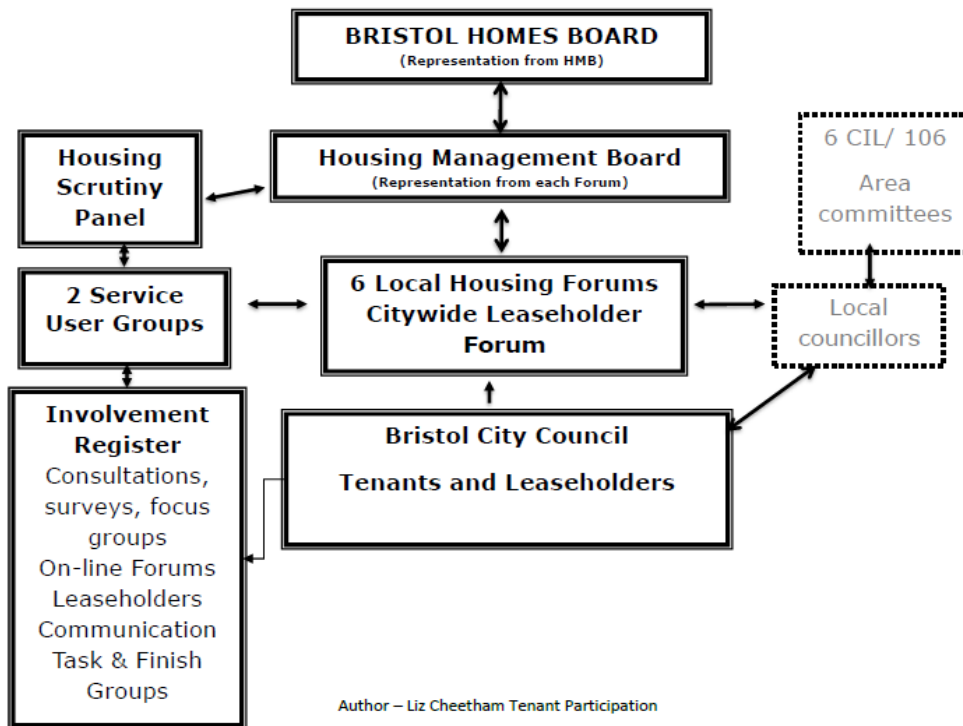 BRISTOL HOMES BOARD
(Representation from HMB)
Housing
Scrutiny
Panel
Housing Management Board
(Representation from each Forum)
6 CIL/ 106
Area
committees
2 Service
User Groups
6 Local Housing Forums
Citywide Leaseholder
Forum
Local
councillors
Involvement
Register
Consultations,
surveys, focus
groups
On-line Forums
Leaseholders
Communication
Task & Finish
Groups
Bristol City Council
Tenants and Leaseholders
Author – Liz Cheetham Tenant Participation